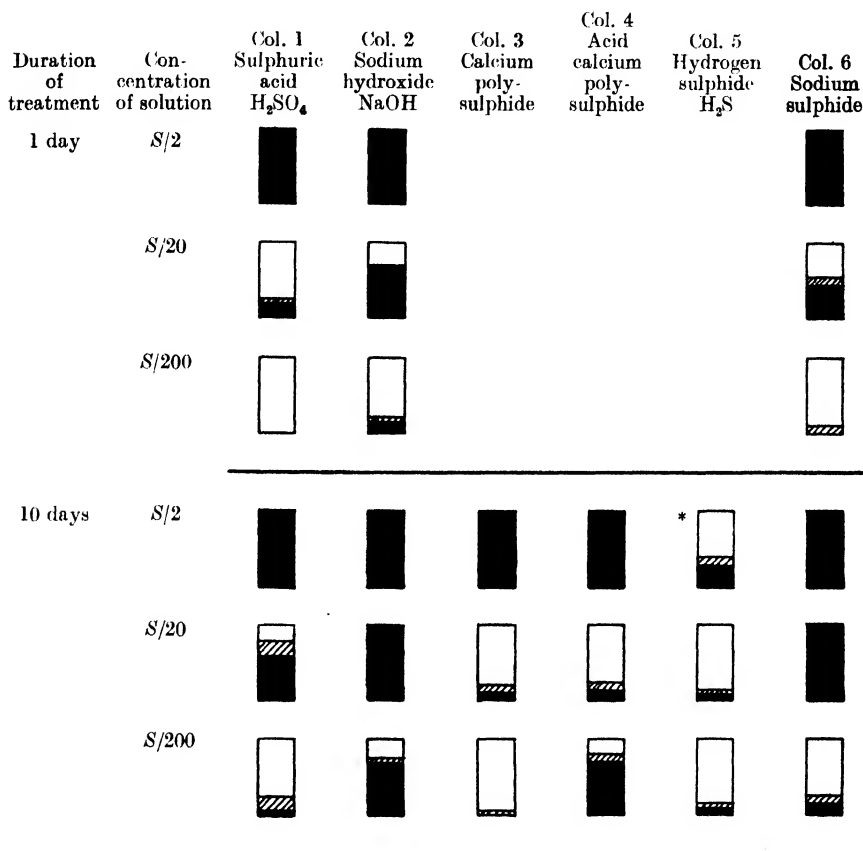 Duration of treatment
Con-centration of solution
Col. 1 Sulphuric acid H₂SO₄
Col. 2 Sodium hydroxide NaOH
Col. 3 Calcium poly-sulphide
Col. 4 Acid calcium poly-sulphide
Col. 5 Hydrogen sulphide H₂S
Col. 6 Sodium sulphide
1 day S/2
S/20
S/200
10 days S/2 *
S/20
S/200